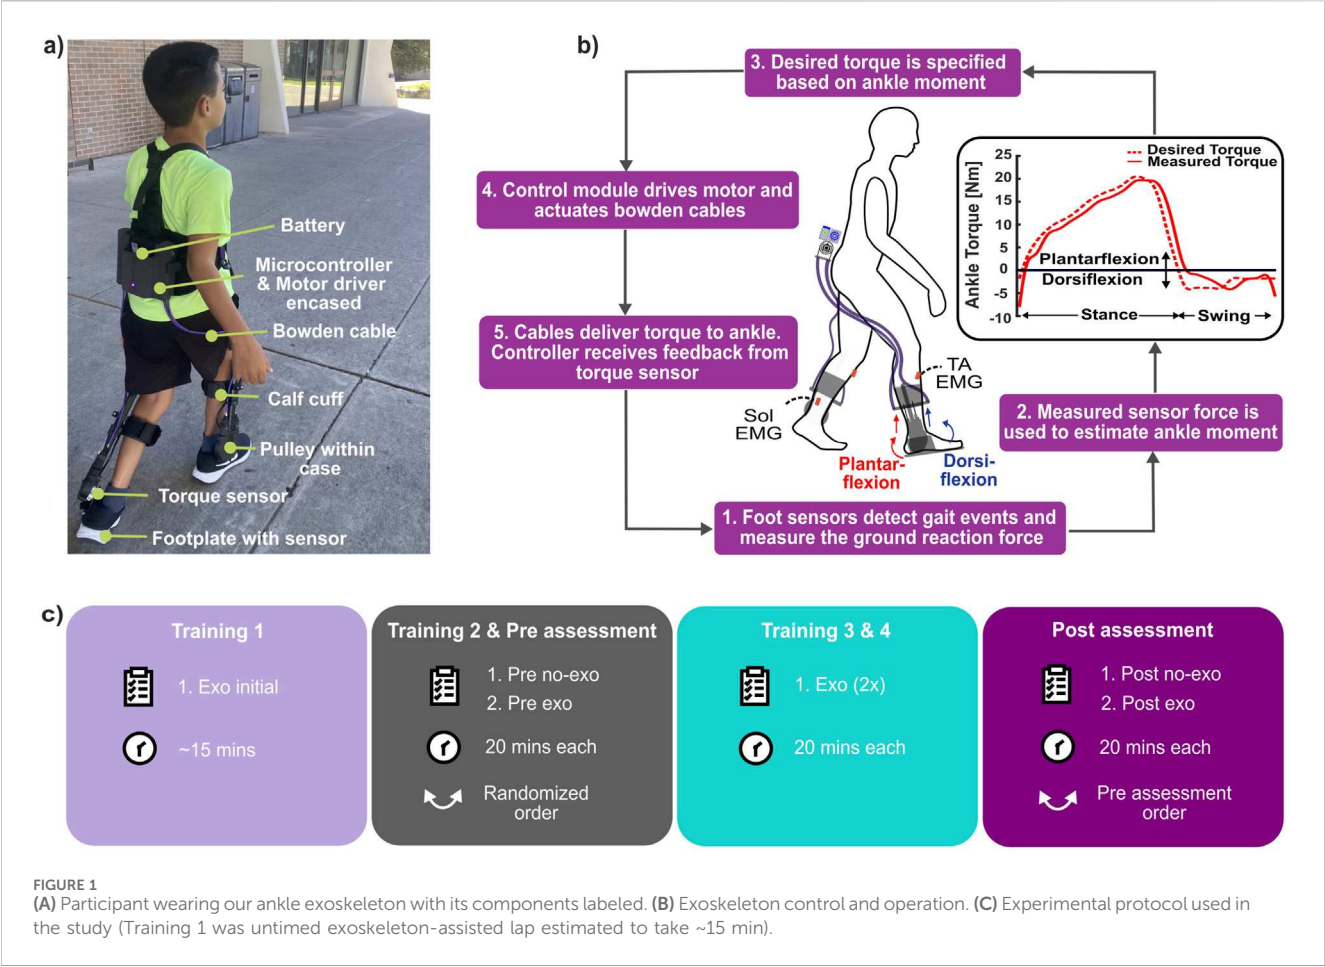 a)
Battery
Microcontroller
& Motor driver
encased
Bowden cable
Calf cuff
Pulley within
case
Torque sensor
Footplate with sensor
b)
3. Desired torque is specified
based on ankle moment
4. Control module drives motor and
actuates bowden cables
5. Cables deliver torque to ankle.
Controller receives feedback from
torque sensor
Sol
EMG
TA
EMG
Plantar-
flexion
Dorsi-
flexion
Desired Torque
Measured Torque
Ankle Torque [Nm]
25
20
15
10
5
0
-5
-10
Plantarflexion
Dorsiflexion
Stance
Swing
2. Measured sensor force is
used to estimate ankle moment
1. Foot sensors detect gait events and
measure the ground reaction force
c)
Training 1
1. Exo initial
~15 mins
Training 2 & Pre assessment
1. Pre no-exo
2. Pre exo
20 mins each
Randomized
order
Training 3 & 4
1. Exo (2x)
20 mins each
Post assessment
1. Post no-exo
2. Post exo
20 mins each
Pre assessment
order
FIGURE 1
(A) Participant wearing our ankle exoskeleton with its components labeled. (B) Exoskeleton control and operation. (C) Experimental protocol used in
the study (Training 1 was untimed exoskeleton-assisted lap estimated to take ~15 min).